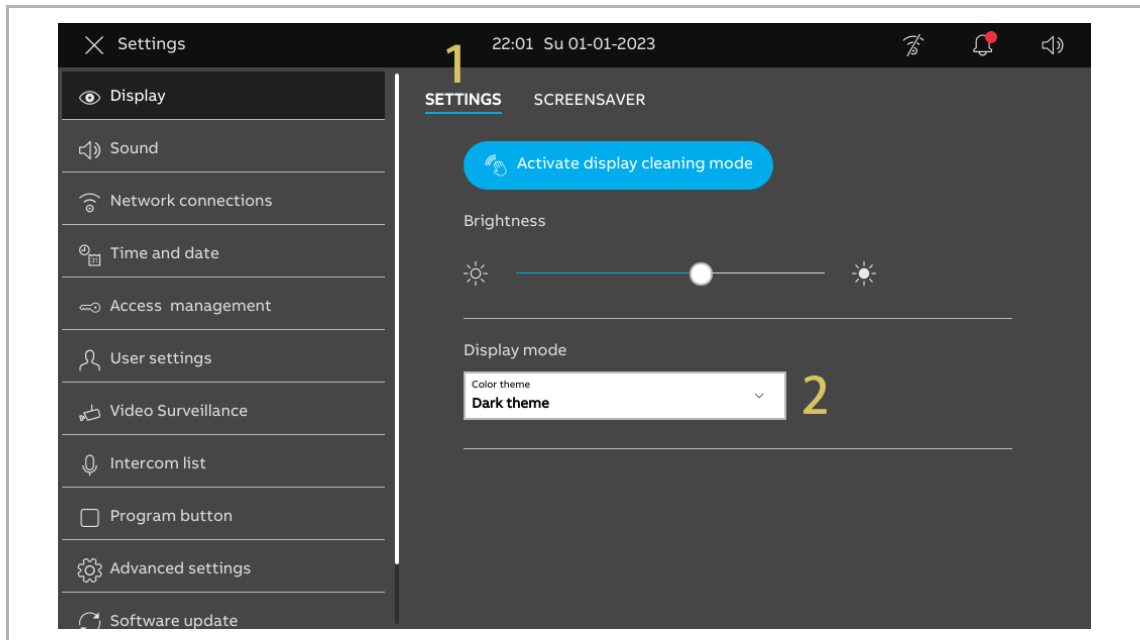 Settings
22:01 Su 01-01-2023
1
Display
SETTINGS SCREENSAVER
Activate display cleaning mode
Sound
Network connections
Brightness
Time and date
Access management
User settings
Display mode
Color theme
Dark theme
2
Video Surveillance
Intercom list
Program button
Advanced settings
Software update